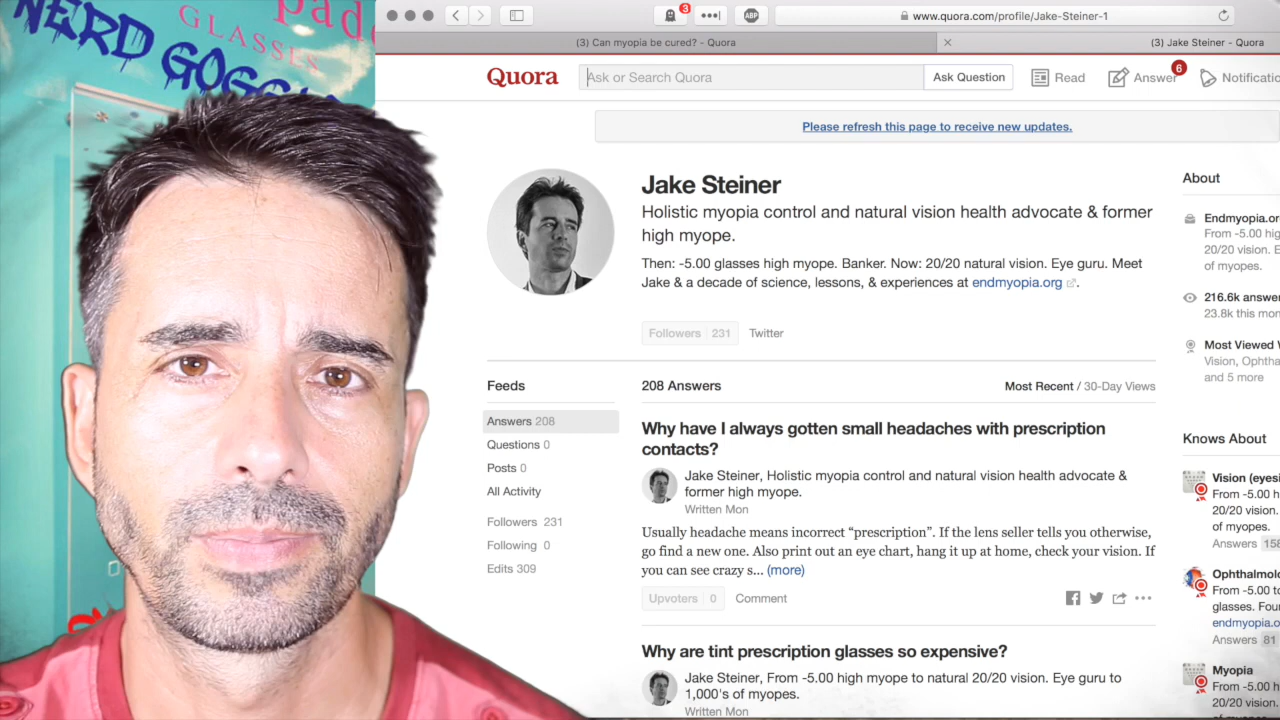 NERD
GOGG
pade
GLASSES
3
ABP
www.quora.com/profile/Jake-Steiner-1
(3) Can myopia be cured? - Quora
(3) Jake Steiner - Quora
Quora
Ask or Search Quora
Ask Question
Read
Answer
6
Notificatio
Please refresh this page to receive new updates.
Jake Steiner
Holistic myopia control and natural vision health advocate & former
high myope.
Then: -5.00 glasses high myope. Banker. Now: 20/20 natural vision. Eye guru. Meet
Jake & a decade of science, lessons, & experiences at endmyopia.org.
Followers 231
Twitter
About
Endmyopia.or
From -5.00 hig
20/20 vision. E
of myopes.
216.6k answer
23.8k this mon
Most Viewed W
Vision, Ophtha
and 5 more
Feeds
Answers 208
Questions 0
Posts 0
All Activity
Followers 231
Following 0
Edits 309
208 Answers
Most Recent / 30-Day Views
Why have I always gotten small headaches with prescription
contacts?
Jake Steiner, Holistic myopia control and natural vision health advocate &
former high myope.
Written Mon
Usually headache means incorrect “prescription”. If the lens seller tells you otherwise,
go find a new one. Also print out an eye chart, hang it up at home, check your vision. If
you can see crazy s... (more)
Upvoters 0
Comment
Why are tint prescription glasses so expensive?
Jake Steiner, From -5.00 high myope to natural 20/20 vision. Eye guru to
1,000's of myopes.
Written Mon
Knows About
Vision (eyesi
From -5.00 h
20/20 vision.
of myopes.
Answers 158
Ophthalmolo
From -5.00 to
glasses. Fou
endmyopia.o
Answers 81
Myopia
From -5.00 h
20/20 vision.